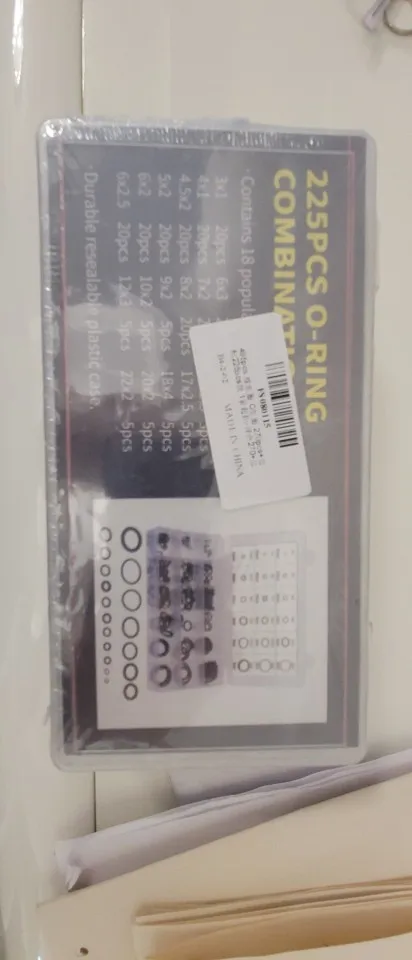 225PCS O-RING
COMBINAT
·Contains 18 popul
3x1 20pcs 6x3
4x1 20pcs 7x2
4.5x2 20pcs 8x2 20pcs 17x2.5 5pcs
5x2 20pcs 9x2 5pcs 18x4 5pcs
6x2 20pcs 10x2 5pcs 20x2 5pcs
6x2.5 20pcs 12x3 5pcs 22x2 5pcs
·Durable resealable plastic case.
MADE IN CHINA